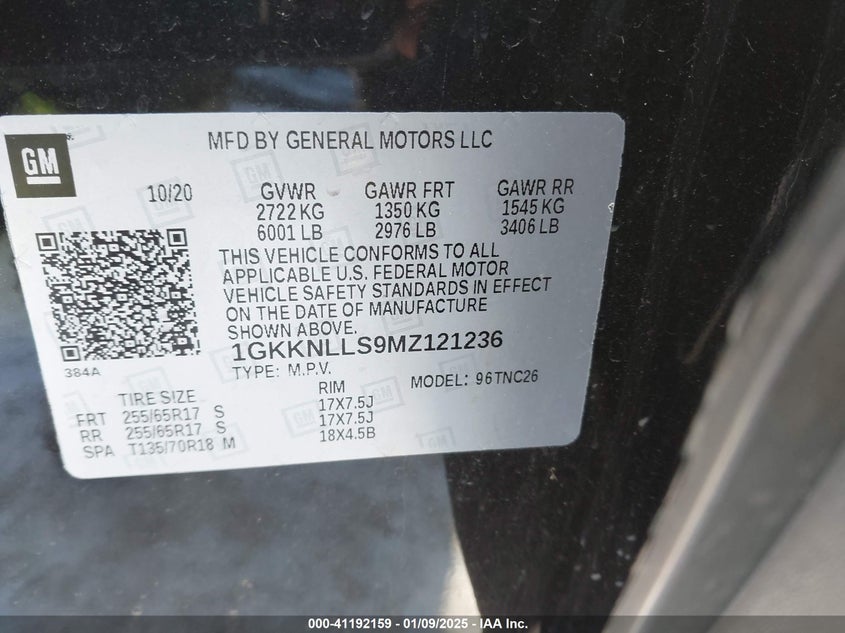 GM
MFD BY GENERAL MOTORS LLC
10/20 GVWR GAWR FRT GAWR RR
2722 KG 1350 KG 1545 KG
6001 LB 2976 LB 3406 LB
THIS VEHICLE CONFORMS TO ALL
APPLICABLE U.S. FEDERAL MOTOR
VEHICLE SAFETY STANDARDS IN EFFECT
ON THE DATE OF MANUFACTURE
SHOWN ABOVE.
1GKKNLLS9MZ121236
384A
TYPE: M.P.V. MODEL: 96TNC26
TIRE SIZE RIM
FRT 255/65R17 S 17X7.5J
RR 255/65R17 S 17X7.5J
SPA T135/70R18 M 18X4.5B
000-41192159 — 01/09/2025 — IAA Inc.